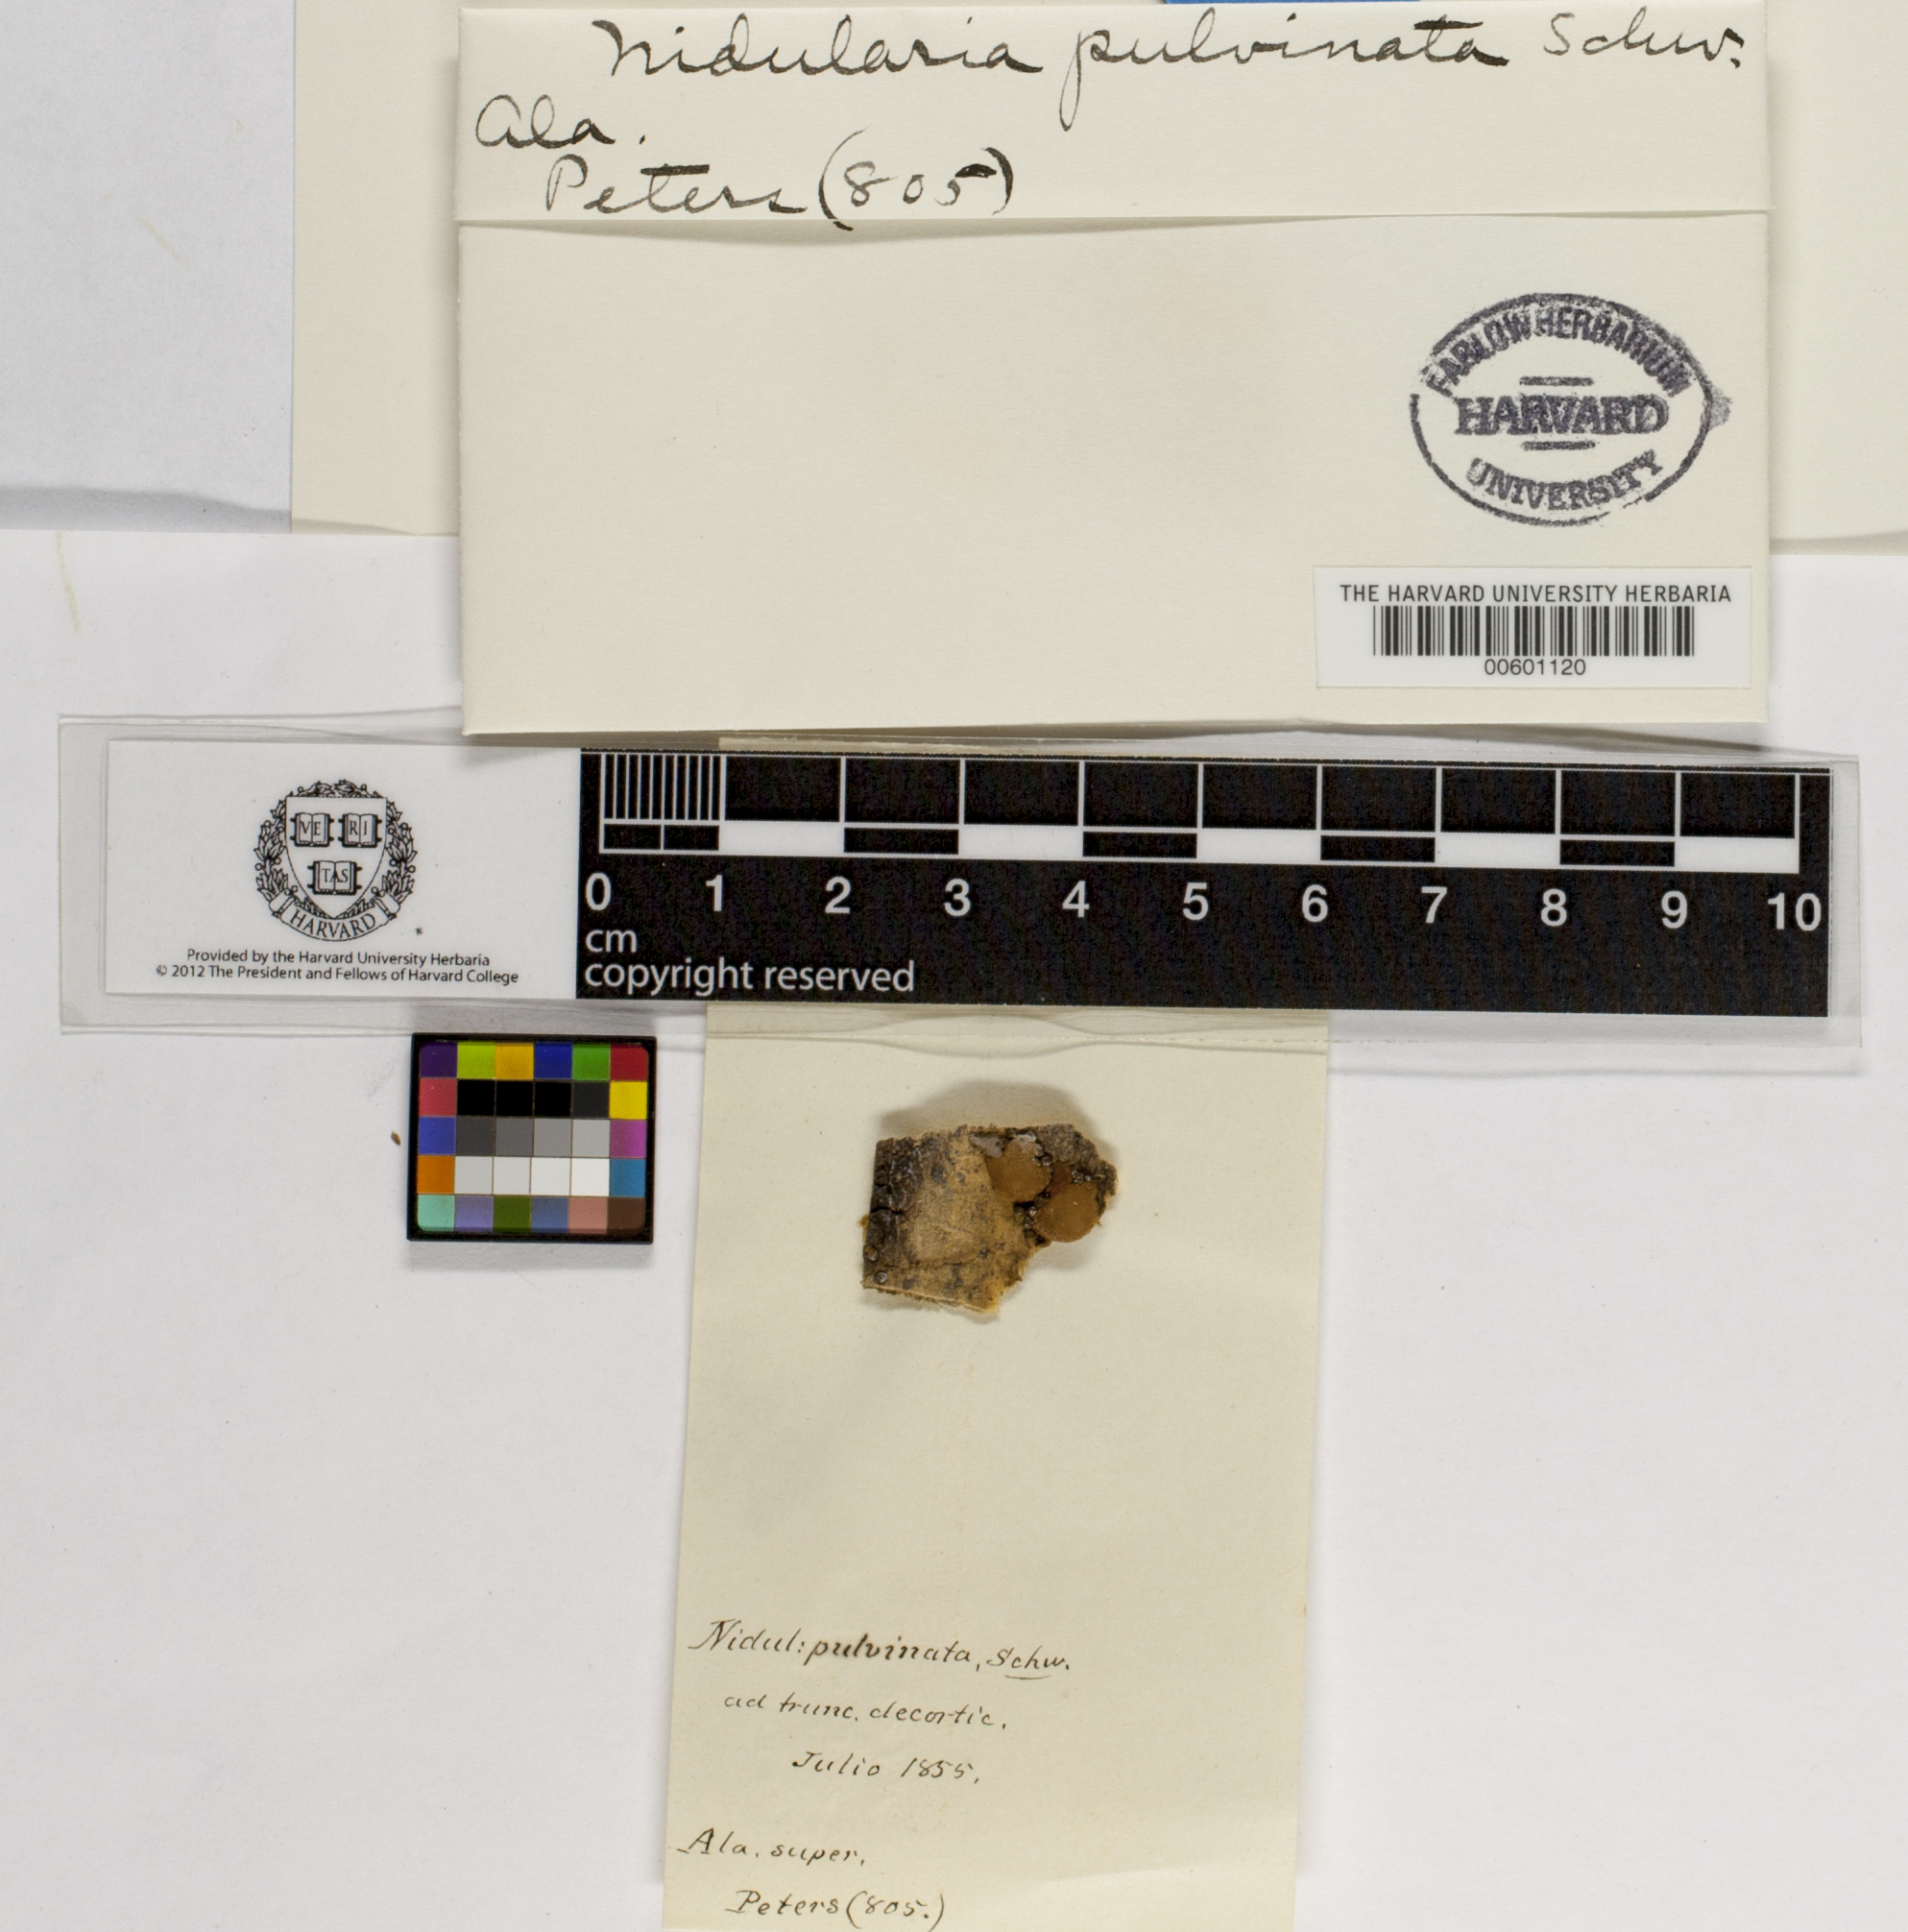 Nidularia pulvinata Schw.
Ala.
Peters (805)
FARLOW HERBARIUM
HARVARD
UNIVERSITY
THE HARVARD UNIVERSITY HERBARIA
00601120
VE RI
TAS
HARVARD
Provided by the Harvard University Herbaria
© 2012 The President and Fellows of Harvard College
0 1 2 3 4 5 6 7 8 9 10
cm
copyright reserved
Nidul: pulvinata, Schw.
ad trunc. decortic.
Julio 1855.
Ala. super.
Peters (805.)